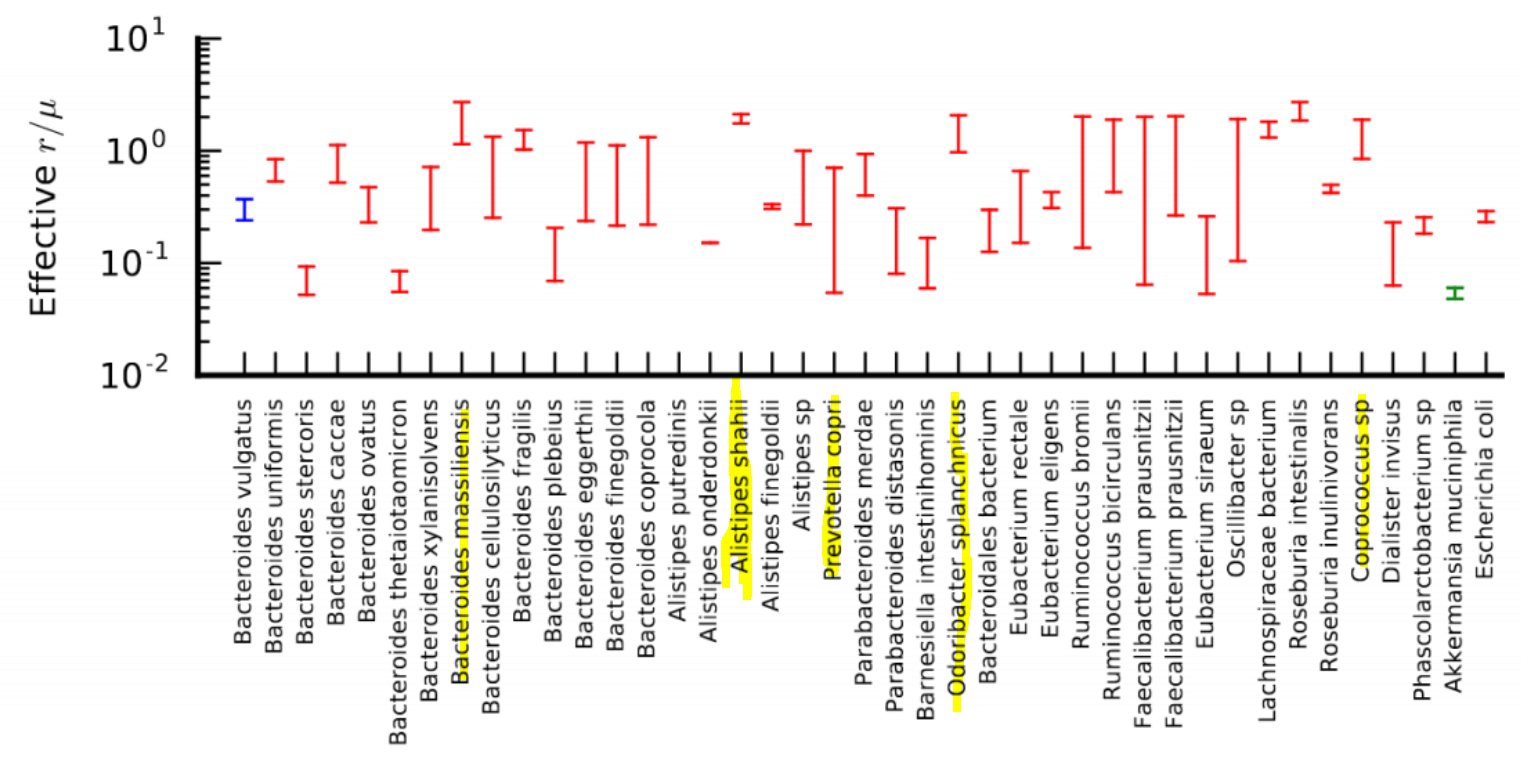 Effective r/μ
10^1
10^0
10^-1
10^-2
Bacteroides vulgatus
Bacteroides uniformis
Bacteroides stercoris
Bacteroides caccae
Bacteroides ovatus
Bacteroides thetaiotaomicron
Bacteroides xylanisolvens
Bacteroides massiliensis
Bacteroides cellulosilyticus
Bacteroides fragilis
Bacteroides plebeius
Bacteroides eggerthii
Bacteroides finegoldii
Bacteroides coprocola
Alistipes putredinis
Alistipes onderdonkii
Alistipes shahii
Alistipes finegoldii
Alistipes sp
Prevotella copri
Parabacteroides merdae
Parabacteroides distasonis
Barnesiella intestinihominis
Odoribacter splanchnicus
Bacteroidales bacterium
Eubacterium rectale
Eubacterium eligens
Ruminococcus bromii
Ruminococcus bicirculans
Faecalibacterium prausnitzii
Faecalibacterium prausnitzii
Eubacterium siraeum
Oscillibacter sp
Lachnospiraceae bacterium
Roseburia intestinalis
Roseburia inulinivorans
Coprococcus sp
Dialister invisus
Phascolarctobacterium sp
Akkermansia muciniphila
Escherichia coli